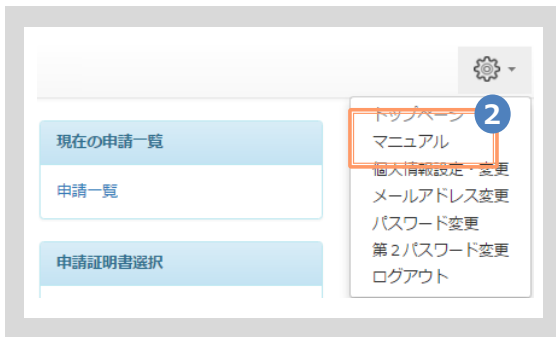 トップページ
2
マニュアル
現在の申請一覧
個人情報設定・変更
申請一覧
メールアドレス変更
パスワード変更
第2パスワード変更
申請証明書選択
ログアウト